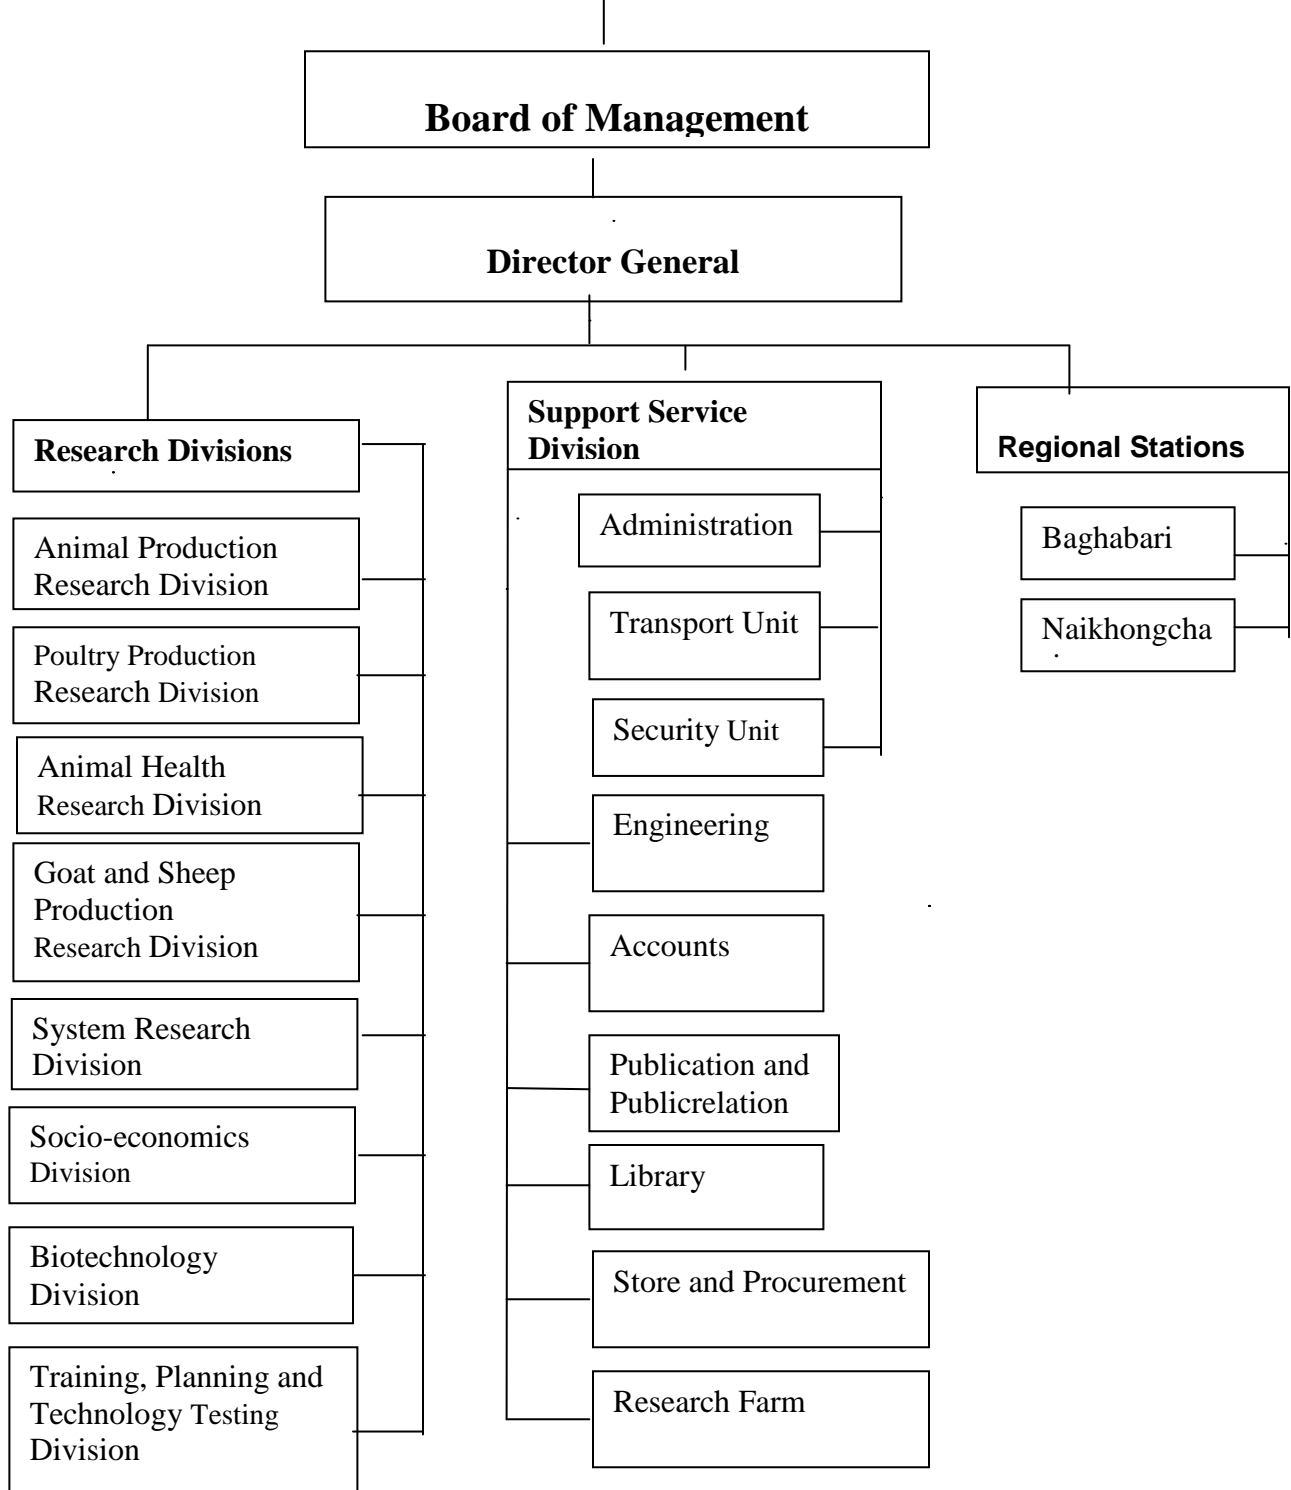 Board of Management
Director General
Research Divisions
Animal Production
Research Division
Poultry Production
Research Division
Animal Health
Research Division
Goat and Sheep
Production
Research Division
System Research
Division
Socio-economics
Division
Biotechnology
Division
Training, Planning and
Technology Testing
Division
Support Service
Division
Administration
Transport Unit
Security Unit
Engineering
Accounts
Publication and
Publicrelation
Library
Store and Procurement
Research Farm
Regional Stations
Baghabari
Naikhongcha